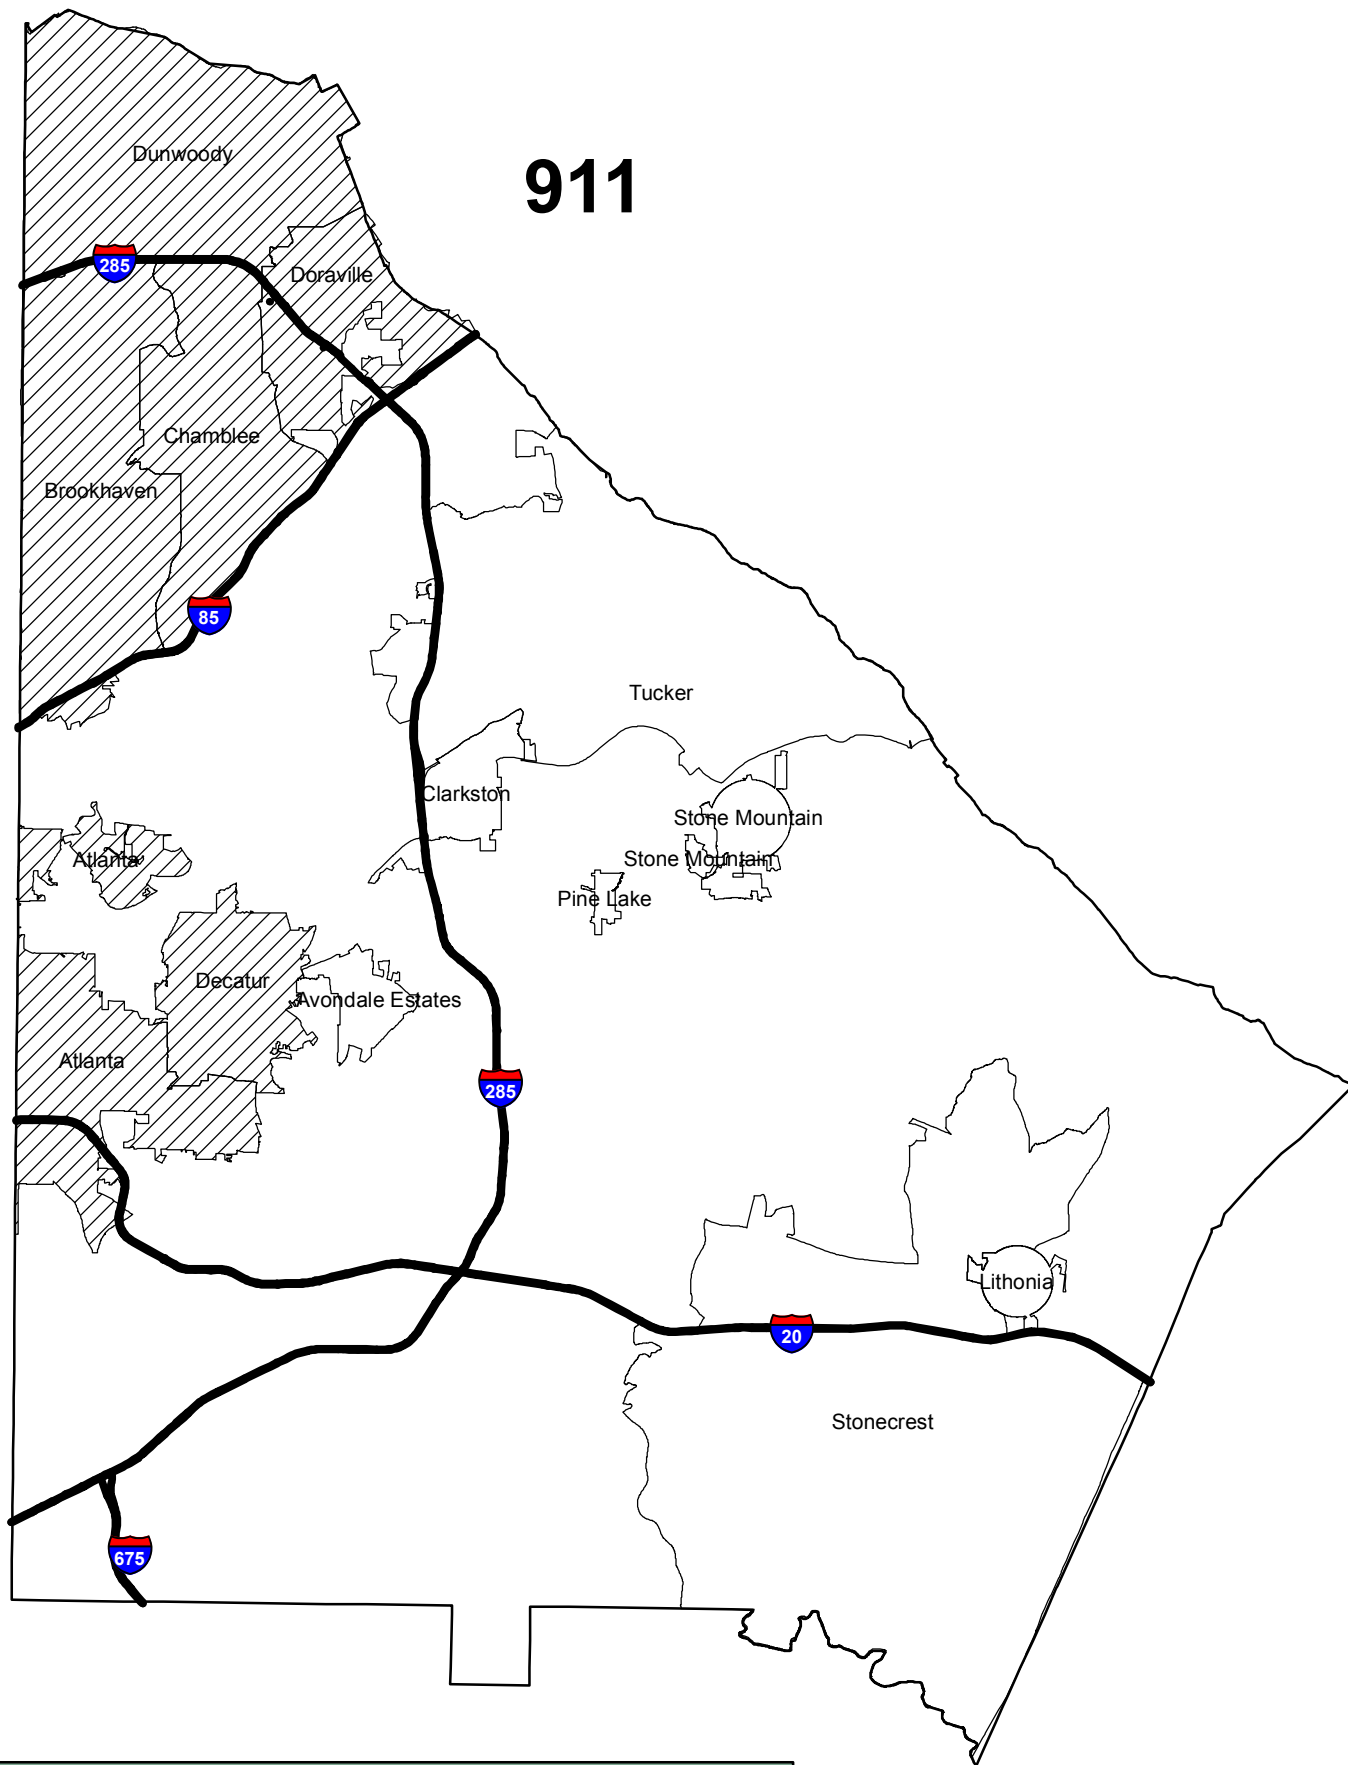 Dunwoody
911
285
Doraville
Chamblee
Brookhaven
85
Tucker
Clarkston
Stone Mountain
Stone Mountain
Atlanta
Pine Lake
Decatur
Avondale Estates
Atlanta
285
Lithonia
20
Stonecrest
675